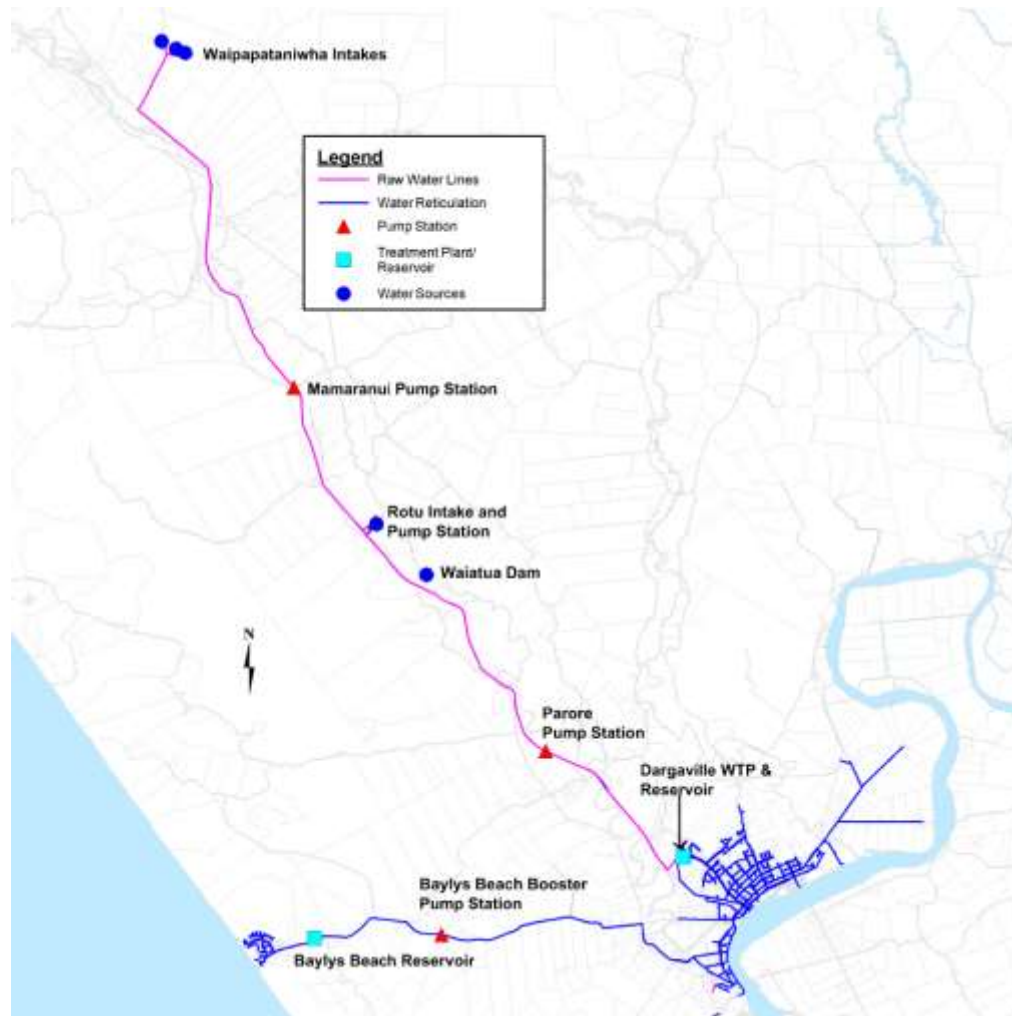 Waipapataniwha Intakes
Legend
Raw Water Lines
Water Reticulation
Pump Station
Treatment Plant/
Reservoir
Water Sources
Mamaranui Pump Station
Rotu Intake and
Pump Station
Waiatua Dam
N
Parore
Pump Station
Dargaville WTP &
Reservoir
Baylys Beach Booster
Pump Station
Baylys Beach Reservoir